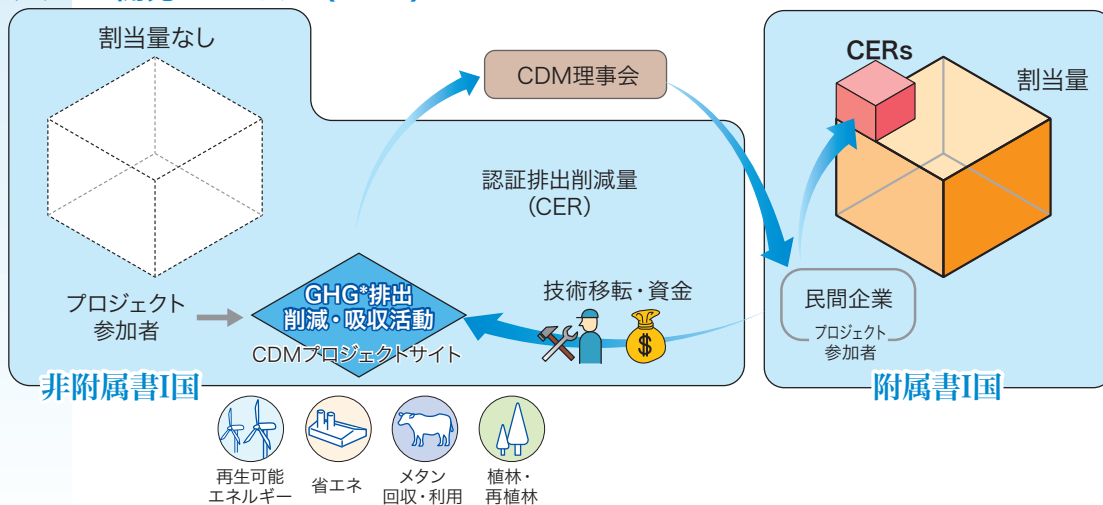 割当量なし
CDM理事会
CERs
割当量
認証排出削減量
(CER)
プロジェクト
参加者
GHG*排出
削減・吸収活動
CDMプロジェクトサイト
技術移転・資金
$
民間企業
プロジェクト
参加者
非附属書I国
附属書I国
再生可能
エネルギー
省エネ
メタン
回収・利用
植林・
再植林